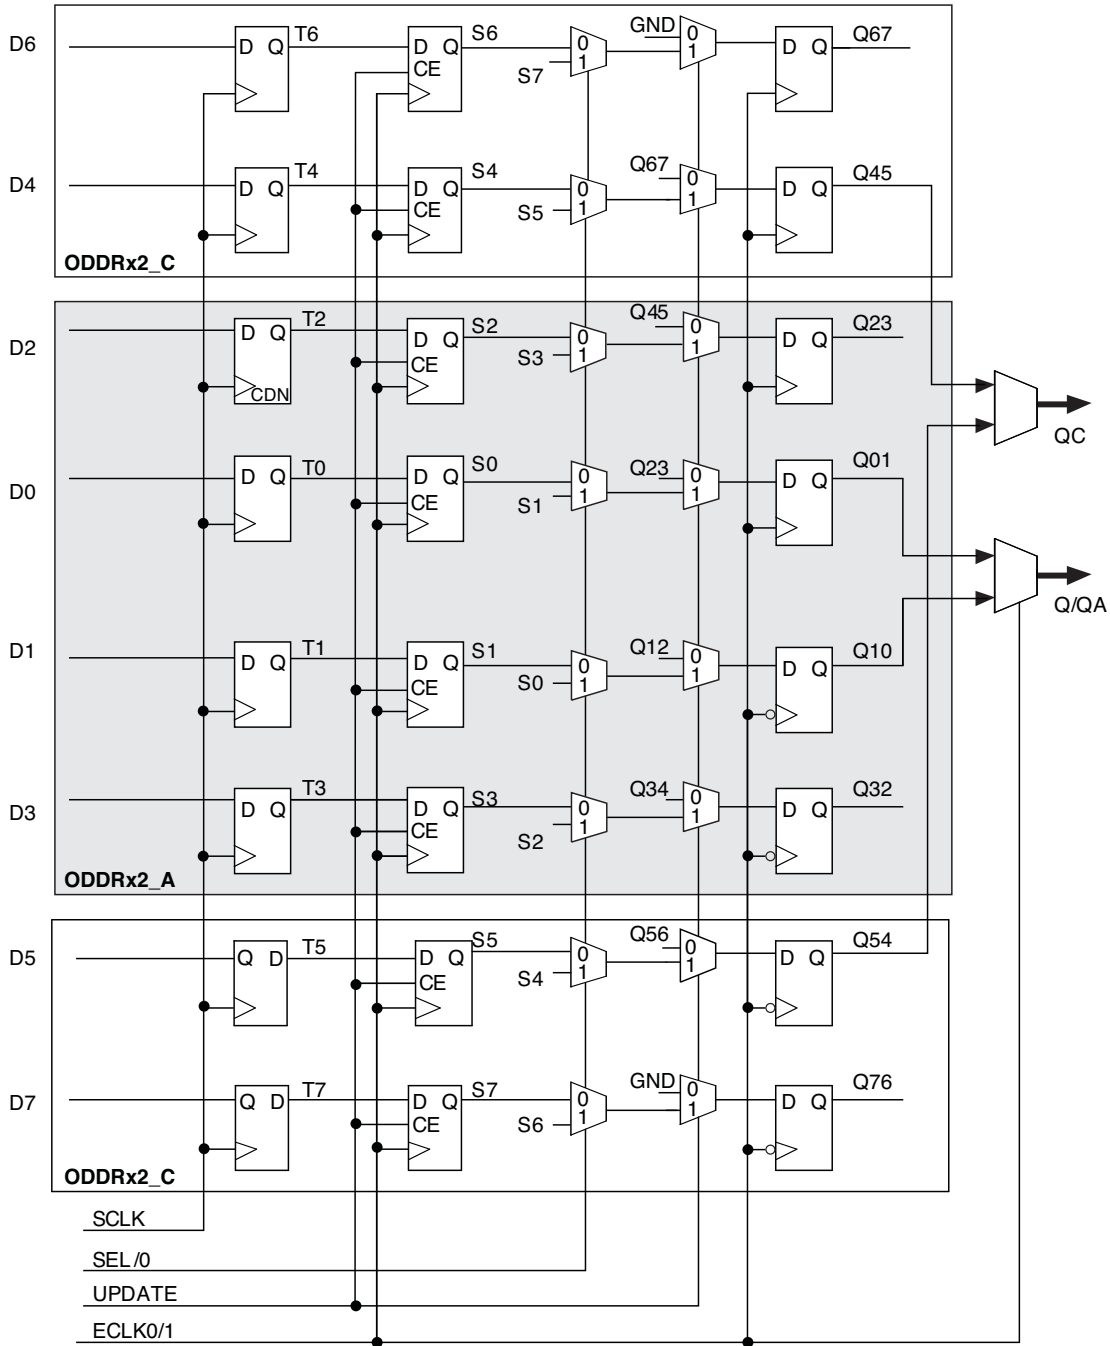 D6 D Q T6 D Q CE S6 0 1 S7 GND 0 1 D Q Q67
D4 D Q T4 D Q CE S4 0 1 S5 Q67 0 1 D Q Q45
ODDRx2_C
D2 D Q CDN T2 D Q CE S2 0 1 S3 Q45 0 1 D Q Q23
QC
D0 D Q T0 D Q CE S0 0 1 S1 Q23 0 1 D Q Q01
Q/QA
D1 D Q T1 D Q CE S1 0 1 S0 Q12 0 1 D Q Q10
D3 D Q T3 D Q CE S3 0 1 S2 Q34 0 1 D Q Q32
ODDRx2_A
D5 Q D T5 D Q CE S5 0 1 S4 Q56 0 1 D Q Q54
D7 Q D T7 D Q CE S7 0 1 S6 GND 0 1 D Q Q76
ODDRx2_C
SCLK
SEL/0
UPDATE
ECLK0/1